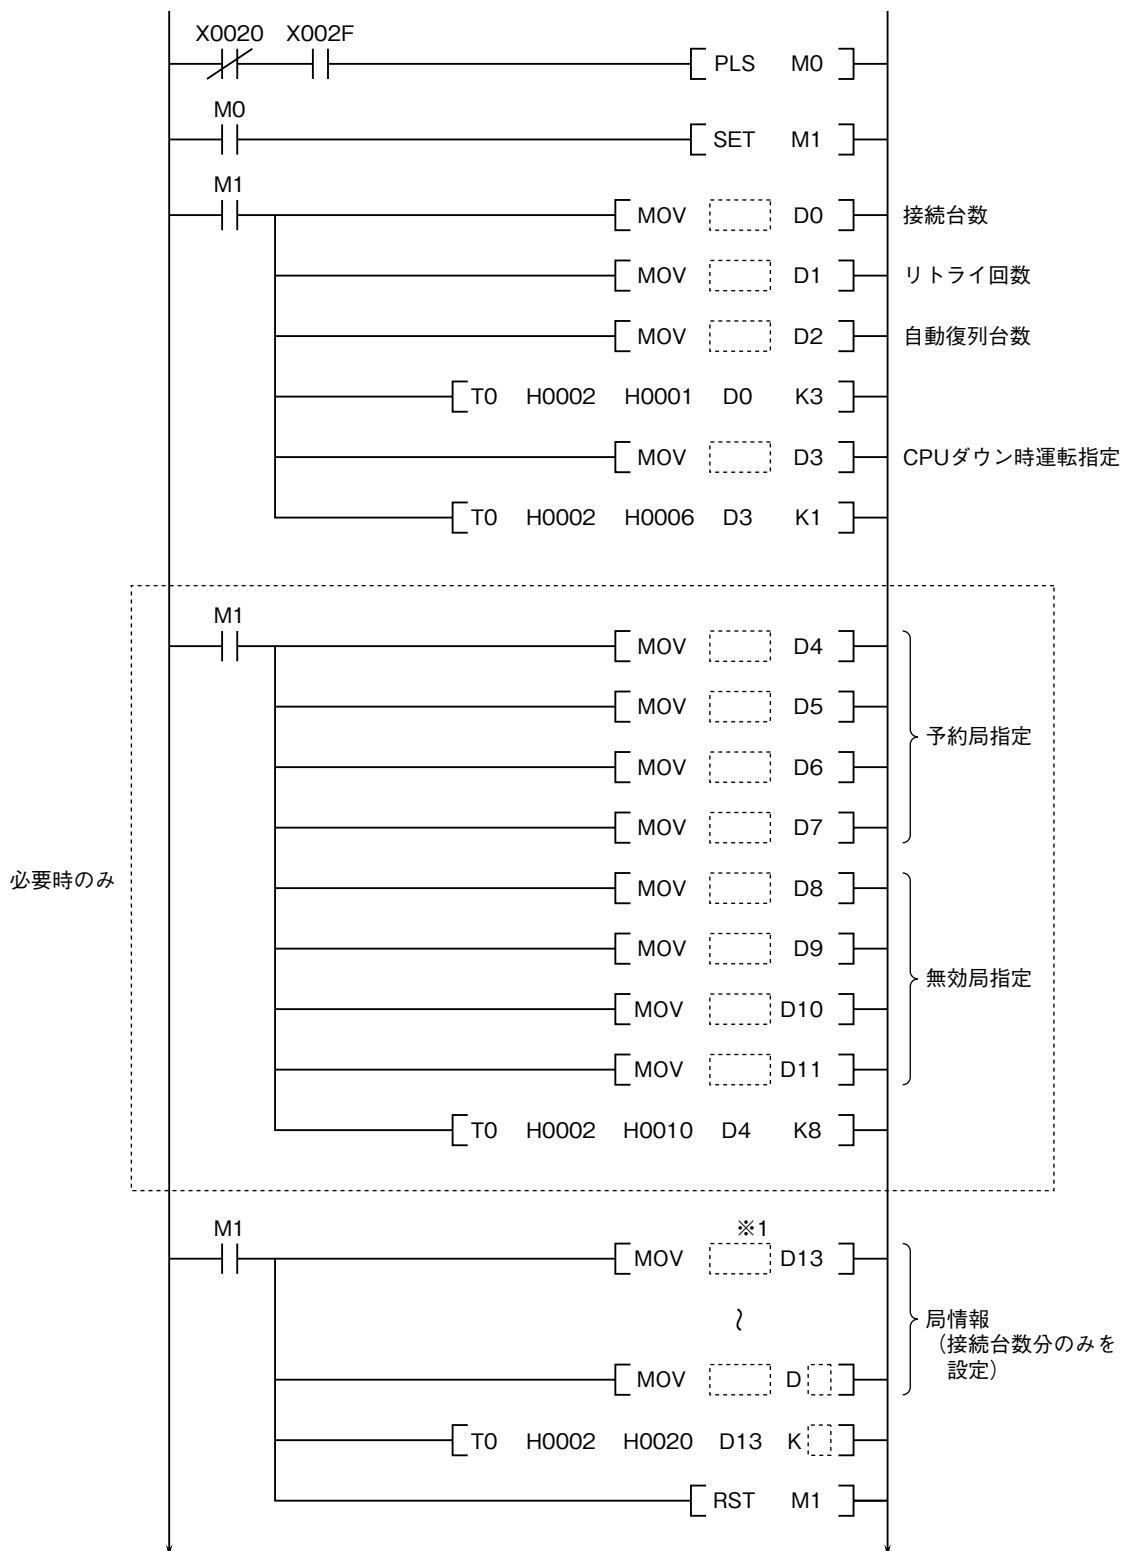 X0020 X002F
PLS M0
M0
SET M1
M1
MOV D0 接続台数
MOV D1 リトライ回数
MOV D2 自動復列台数
T0 H0002 H0001 D0 K3
MOV D3 CPUダウン時運転指定
T0 H0002 H0006 D3 K1
M1
MOV D4
MOV D5
予約局指定
MOV D6
MOV D7
必要時のみ
MOV D8
MOV D9
無効局指定
MOV D10
MOV D11
T0 H0002 H0010 D4 K8
M1
※1
MOV D13
〜
局情報
（接続台数分のみを
設定）
MOV D
T0 H0002 H0020 D13 K
RST M1